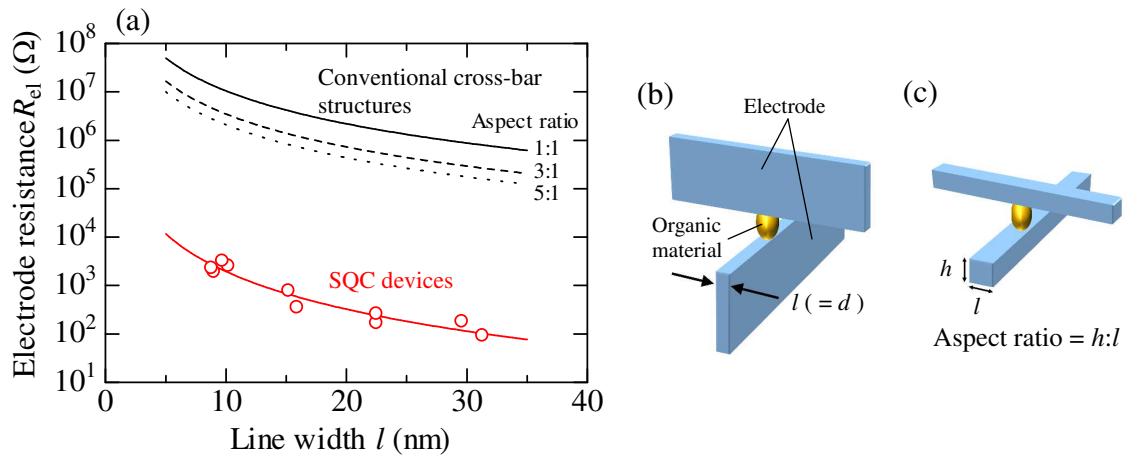 (a)
Electrode resistanceR_el (Ω)
10^8
10^7
10^6
10^5
10^4
10^3
10^2
10^1
Conventional cross-bar
structures
Aspect ratio
1:1
3:1
5:1
SQC devices
0
10
20
30
40
Line width l (nm)
(b)
Electrode
Organic
material
l ( = d )
(c)
h
l
Aspect ratio = h:l